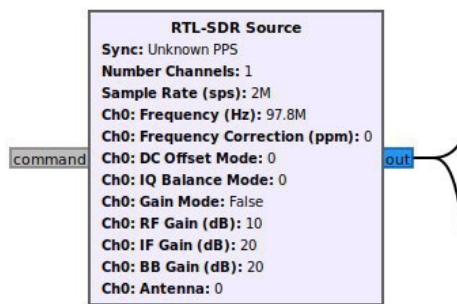 RTL-SDR Source
Sync: Unknown PPS
Number Channels: 1
Sample Rate (sps): 2M
Ch0: Frequency (Hz): 97.8M
Ch0: Frequency Correction (ppm): 0
command
Ch0: DC Offset Mode: 0
out
Ch0: IQ Balance Mode: 0
Ch0: Gain Mode: False
Ch0: RF Gain (dB): 10
Ch0: IF Gain (dB): 20
Ch0: BB Gain (dB): 20
Ch0: Antenna: 0